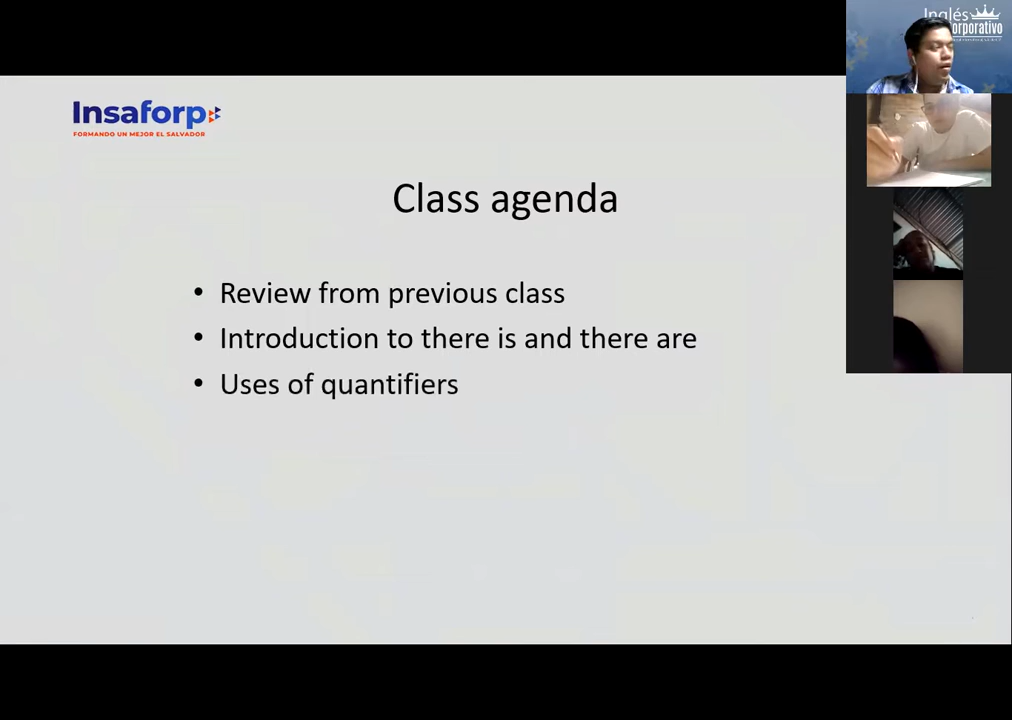 Inglés
orporativo
Insaforp
FORMANDO UN MEJOR EL SALVADOR
Class agenda
• Review from previous class
• Introduction to there is and there are
• Uses of quantifiers